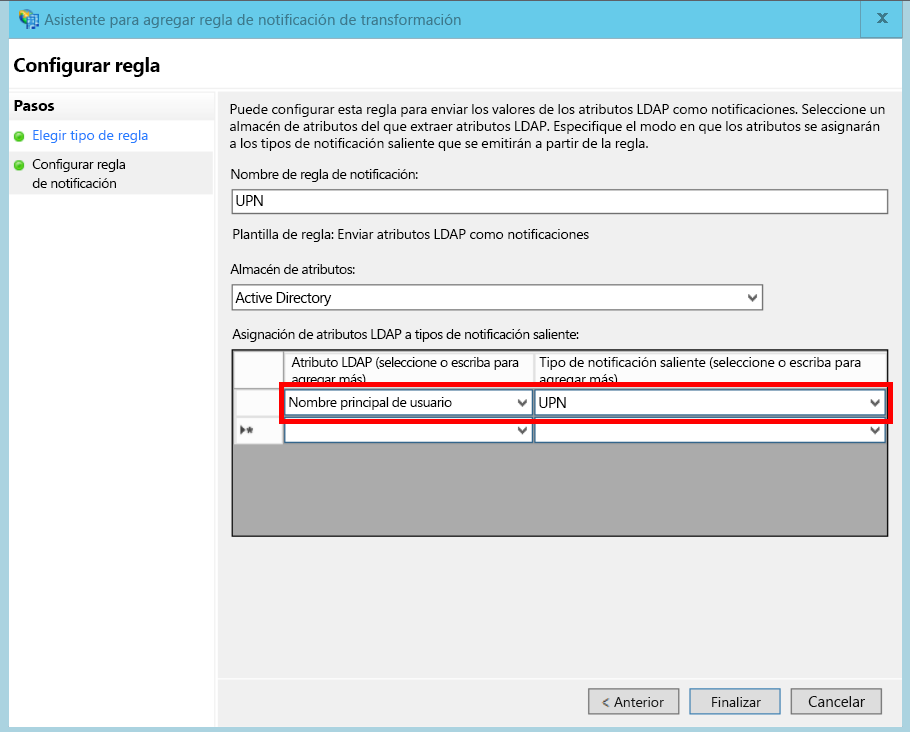 Asistente para agregar regla de notificación de transformación
Configurar regla
Pasos
Elegir tipo de regla
Configurar regla
de notificación
Puede configurar esta regla para enviar los valores de los atributos LDAP como notificaciones. Seleccione un
almacén de atributos del que extraer atributos LDAP. Especifique el modo en que los atributos se asignarán
a los tipos de notificación saliente que se emitirán a partir de la regla.
Nombre de regla de notificación:
UPN
Plantilla de regla: Enviar atributos LDAP como notificaciones
Almacén de atributos:
Active Directory
Asignación de atributos LDAP a tipos de notificación saliente:
Atributo LDAP (seleccione o escriba para
agregar más)
Tipo de notificación saliente (seleccione o escriba para
agregar más)
Nombre principal de usuario
UPN
< Anterior
Finalizar
Cancelar